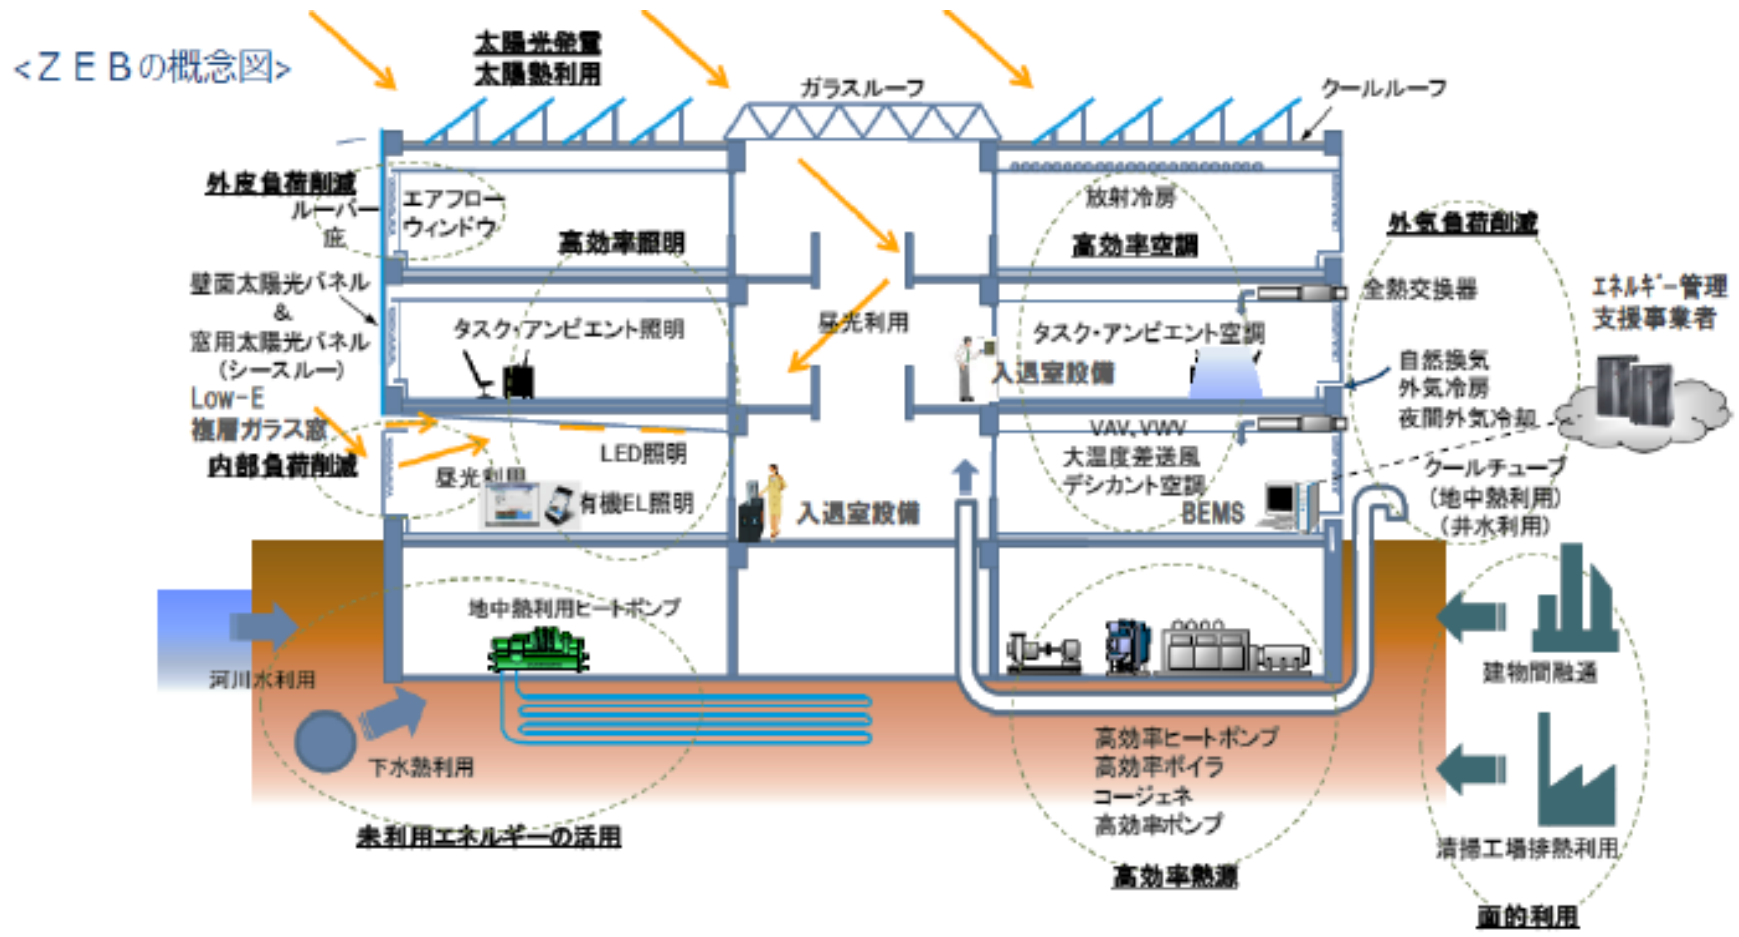 <ＺＥＢの概念図>
太陽光発電
太陽熱利用
ガラスルーフ
クールルーフ
外皮負荷削減
ルーバー
庇
エアフロー
ウィンドウ
高効率照明
放射冷房
高効率空調
外気負荷削減
壁面太陽光パネル
&
窓用太陽光パネル
(シースルー)
タスク・アンビエント照明
昼光利用
タスク・アンビエント空調
入退室設備
全熱交換器
エネルギー管理
支援事業者
自然換気
外気冷房
夜間外気冷却
Low-E
複層ガラス窓
内部負荷削減
昼光利用
LED照明
有機EL照明
入退室設備
VAV、VWV
大温度差送風
デシカント空調
BEMS
クールチューブ
(地中熱利用)
(井水利用)
地中熱利用ヒートポンプ
河川水利用
下水熱利用
未利用エネルギーの活用
高効率ヒートポンプ
高効率ボイラ
コージェネ
高効率ポンプ
高効率熱源
建物間融通
清掃工場排熱利用
面的利用